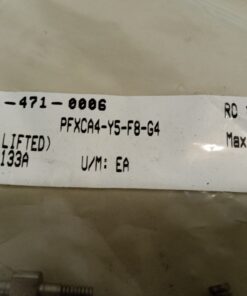 -471-0006
RO
PFXCA4-Y5-F8-G4
Max
LIFTED)
133A U/M: EA